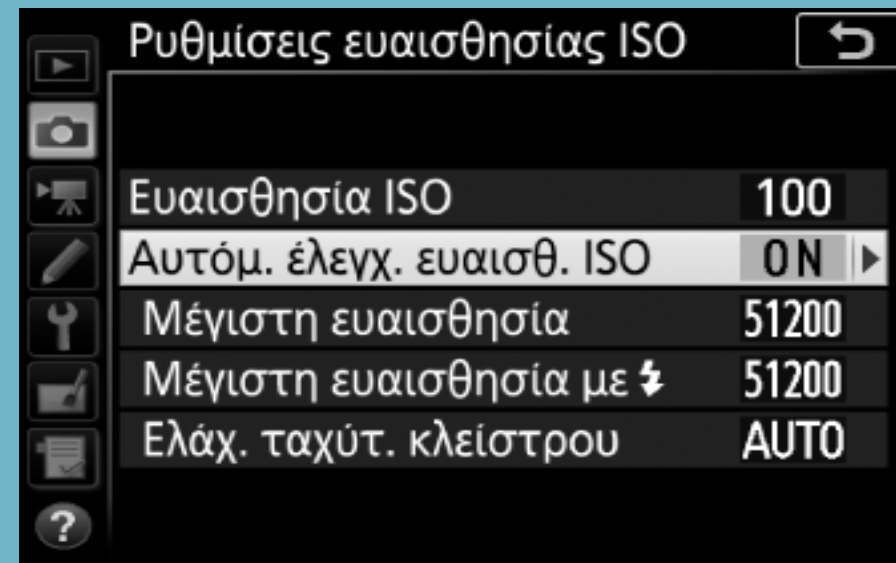 Ρυθμίσεις ευαισθησίας ISO
Ευαισθησία ISO 100
Αυτόμ. έλεγχ. ευαισθ. ISO ON
Μέγιστη ευαισθησία 51200
Μέγιστη ευαισθησία με 51200
Ελάχ. ταχύτ. κλείστρου AUTO
?